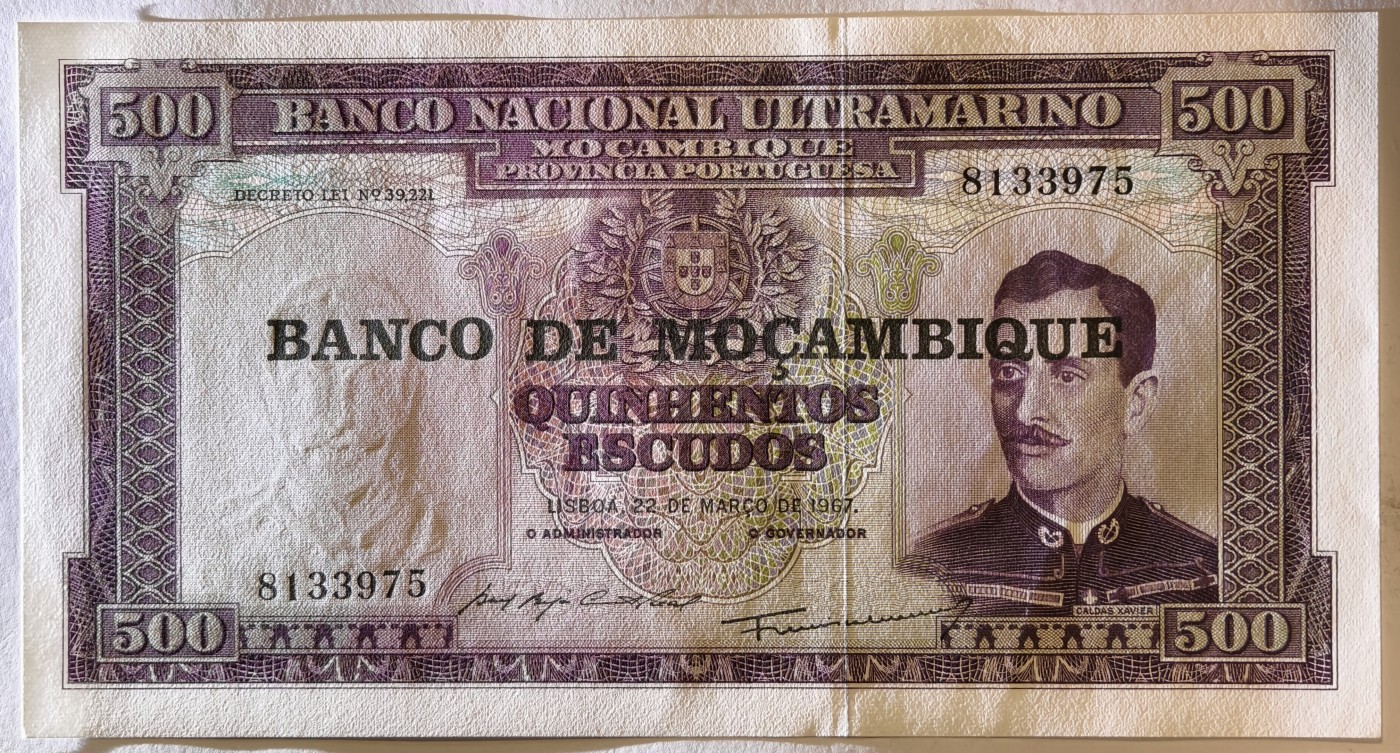 500 BANCO NACIONAL ULTRAMARINO 500
MOÇAMBIQUE
PROVINCIA PORTUGUESA
DECRETO LEI Nº 39,221
8133975
BANCO DE MOÇAMBIQUE
QUINHENTOS
ESCUDOS
LISBOA, 22 DE MARÇO DE 1967.
O ADMINISTRADOR O GOVERNADOR
8133975
CALDAS XAVIER
500 500